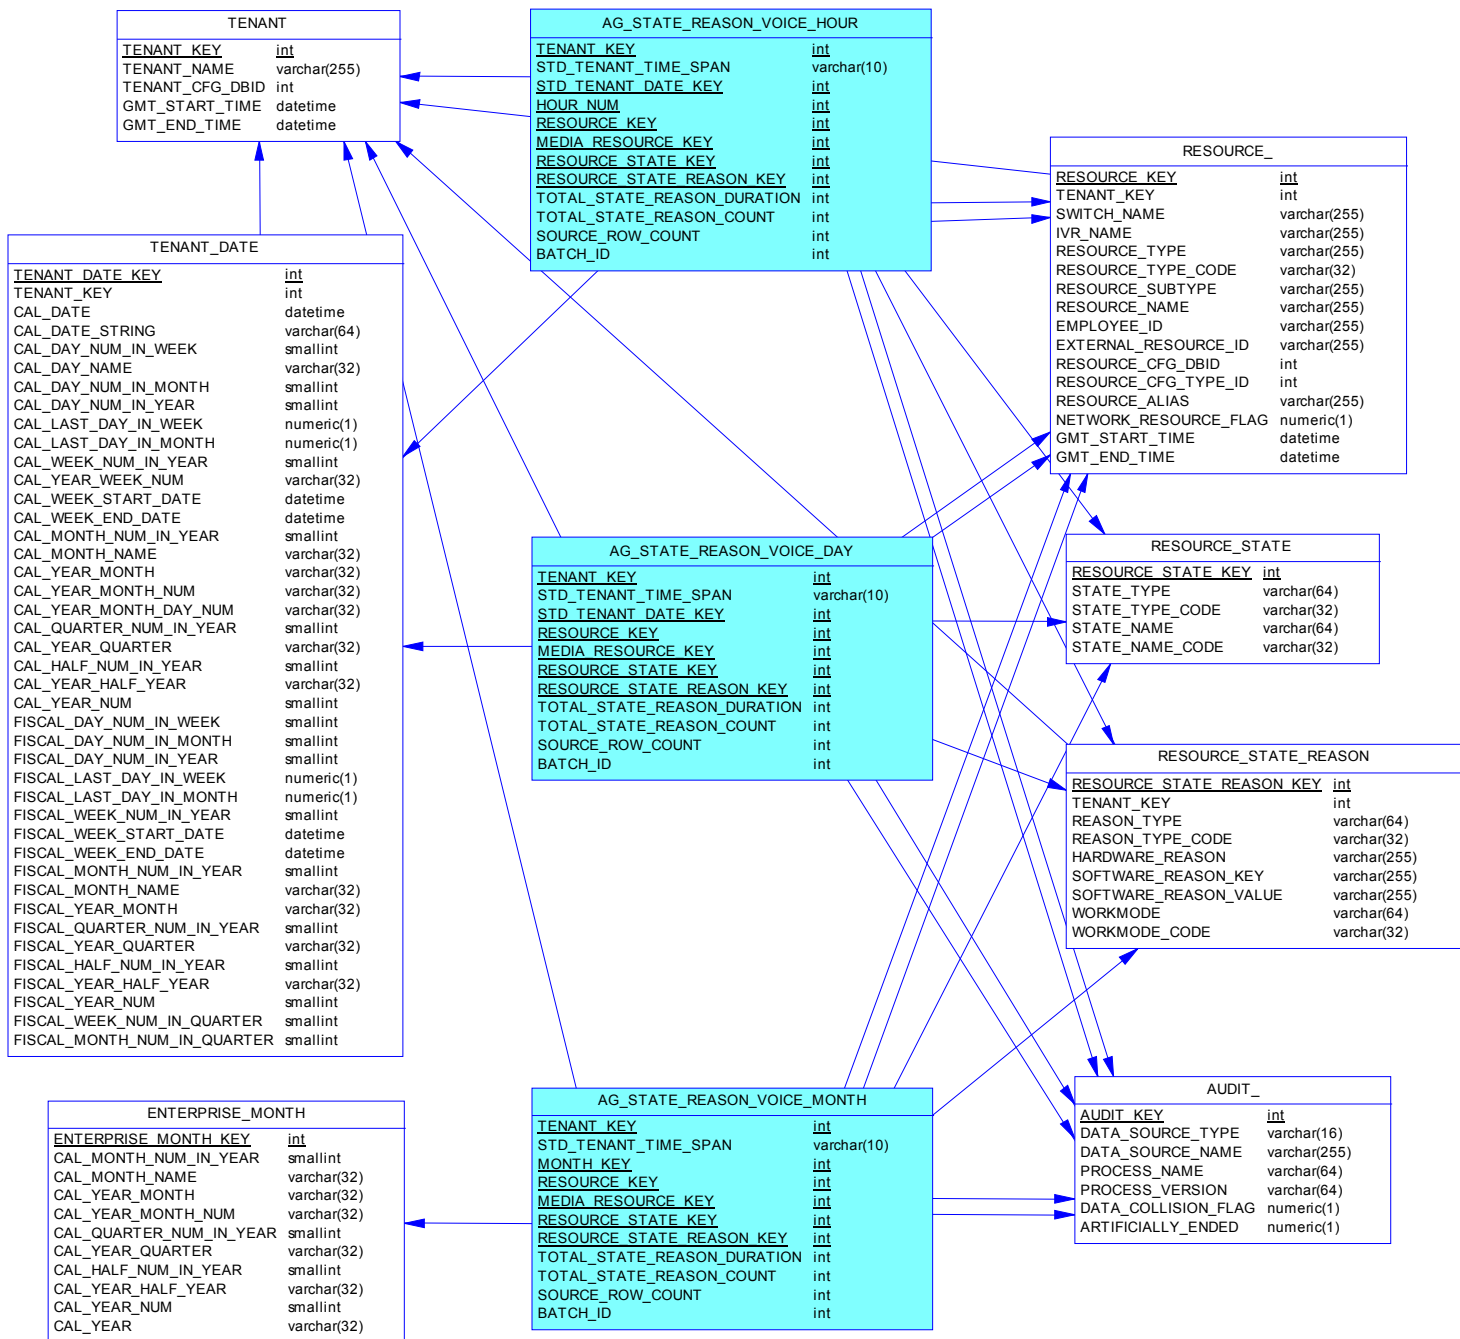 TENANT
TENANT_KEY int
TENANT_NAME varchar(255)
TENANT_CFG_DBID int
GMT_START_TIME datetime
GMT_END_TIME datetime
AG_STATE_REASON_VOICE_HOUR
TENANT_KEY int
STD_TENANT_TIME_SPAN varchar(10)
STD_TENANT_DATE_KEY int
HOUR_NUM int
RESOURCE_KEY int
MEDIA_RESOURCE_KEY int
RESOURCE_STATE_KEY int
RESOURCE_STATE_REASON_KEY int
TOTAL_STATE_REASON_DURATION int
TOTAL_STATE_REASON_COUNT int
SOURCE_ROW_COUNT int
BATCH_ID int
RESOURCE_
RESOURCE_KEY int
TENANT_KEY int
SWITCH_NAME varchar(255)
IVR_NAME varchar(255)
RESOURCE_TYPE varchar(255)
RESOURCE_TYPE_CODE varchar(32)
RESOURCE_SUBTYPE varchar(255)
RESOURCE_NAME varchar(255)
EMPLOYEE_ID varchar(255)
EXTERNAL_RESOURCE_ID varchar(255)
RESOURCE_CFG_DBID int
RESOURCE_CFG_TYPE_ID int
RESOURCE_ALIAS varchar(255)
NETWORK_RESOURCE_FLAG numeric(1)
GMT_START_TIME datetime
GMT_END_TIME datetime
TENANT_DATE
TENANT_DATE_KEY int
TENANT_KEY int
CAL_DATE datetime
CAL_DATE_STRING varchar(64)
CAL_DAY_NUM_IN_WEEK smallint
CAL_DAY_NAME varchar(32)
CAL_DAY_NUM_IN_MONTH smallint
CAL_DAY_NUM_IN_YEAR smallint
CAL_LAST_DAY_IN_WEEK numeric(1)
CAL_LAST_DAY_IN_MONTH numeric(1)
CAL_WEEK_NUM_IN_YEAR smallint
CAL_YEAR_WEEK_NUM varchar(32)
CAL_WEEK_START_DATE datetime
CAL_WEEK_END_DATE datetime
CAL_MONTH_NUM_IN_YEAR smallint
CAL_MONTH_NAME varchar(32)
CAL_YEAR_MONTH varchar(32)
CAL_YEAR_MONTH_NUM varchar(32)
CAL_YEAR_MONTH_DAY_NUM varchar(32)
CAL_QUARTER_NUM_IN_YEAR smallint
CAL_YEAR_QUARTER varchar(32)
CAL_HALF_NUM_IN_YEAR smallint
CAL_YEAR_HALF_YEAR varchar(32)
CAL_YEAR_NUM smallint
FISCAL_DAY_NUM_IN_WEEK smallint
FISCAL_DAY_NUM_IN_MONTH smallint
FISCAL_DAY_NUM_IN_YEAR smallint
FISCAL_LAST_DAY_IN_WEEK numeric(1)
FISCAL_LAST_DAY_IN_MONTH numeric(1)
FISCAL_WEEK_NUM_IN_YEAR smallint
FISCAL_WEEK_START_DATE datetime
FISCAL_WEEK_END_DATE datetime
FISCAL_MONTH_NUM_IN_YEAR smallint
FISCAL_MONTH_NAME varchar(32)
FISCAL_YEAR_MONTH varchar(32)
FISCAL_QUARTER_NUM_IN_YEAR smallint
FISCAL_YEAR_QUARTER varchar(32)
FISCAL_HALF_NUM_IN_YEAR smallint
FISCAL_YEAR_HALF_YEAR varchar(32)
FISCAL_YEAR_NUM smallint
FISCAL_WEEK_NUM_IN_QUARTER smallint
FISCAL_MONTH_NUM_IN_QUARTER smallint
AG_STATE_REASON_VOICE_DAY
TENANT_KEY int
STD_TENANT_TIME_SPAN varchar(10)
STD_TENANT_DATE_KEY int
RESOURCE_KEY int
MEDIA_RESOURCE_KEY int
RESOURCE_STATE_KEY int
RESOURCE_STATE_REASON_KEY int
TOTAL_STATE_REASON_DURATION int
TOTAL_STATE_REASON_COUNT int
SOURCE_ROW_COUNT int
BATCH_ID int
RESOURCE_STATE
RESOURCE_STATE_KEY int
STATE_TYPE varchar(64)
STATE_TYPE_CODE varchar(32)
STATE_NAME varchar(64)
STATE_NAME_CODE varchar(32)
RESOURCE_STATE_REASON
RESOURCE_STATE_REASON_KEY int
TENANT_KEY int
REASON_TYPE varchar(64)
REASON_TYPE_CODE varchar(32)
HARDWARE_REASON varchar(255)
SOFTWARE_REASON_KEY varchar(255)
SOFTWARE_REASON_VALUE varchar(255)
WORKMODE varchar(64)
WORKMODE_CODE varchar(32)
ENTERPRISE_MONTH
ENTERPRISE_MONTH_KEY int
CAL_MONTH_NUM_IN_YEAR smallint
CAL_MONTH_NAME varchar(32)
CAL_YEAR_MONTH varchar(32)
CAL_YEAR_MONTH_NUM varchar(32)
CAL_QUARTER_NUM_IN_YEAR smallint
CAL_YEAR_QUARTER varchar(32)
CAL_HALF_NUM_IN_YEAR smallint
CAL_YEAR_HALF_YEAR varchar(32)
CAL_YEAR_NUM smallint
CAL_YEAR varchar(32)
AG_STATE_REASON_VOICE_MONTH
TENANT_KEY int
STD_TENANT_TIME_SPAN varchar(10)
MONTH_KEY int
RESOURCE_KEY int
MEDIA_RESOURCE_KEY int
RESOURCE_STATE_KEY int
RESOURCE_STATE_REASON_KEY int
TOTAL_STATE_REASON_DURATION int
TOTAL_STATE_REASON_COUNT int
SOURCE_ROW_COUNT int
BATCH_ID int
AUDIT_
AUDIT_KEY int
DATA_SOURCE_TYPE varchar(16)
DATA_SOURCE_NAME varchar(255)
PROCESS_NAME varchar(64)
PROCESS_VERSION varchar(64)
DATA_COLLISION_FLAG numeric(1)
ARTIFICIALLY_ENDED numeric(1)